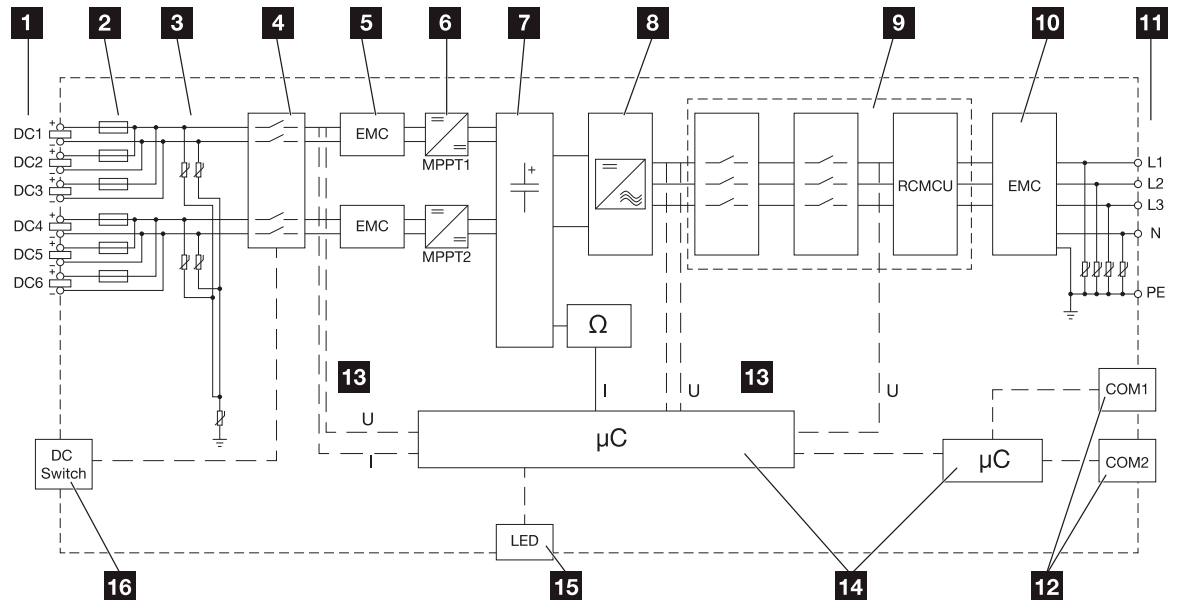 1 2 3 4 5 6 7 8 9 10 11
+
DC1
−
+
DC2
−
+
DC3
−
+
DC4
−
+
DC5
−
+
DC6
−
EMC
MPPT1
EMC
MPPT2
+
RCMCU
EMC
L1
L2
L3
N
PE
Ω
13
13
U
I
I
U
U
µC
µC
COM1
COM2
DC
Switch
LED
16
15
14
12